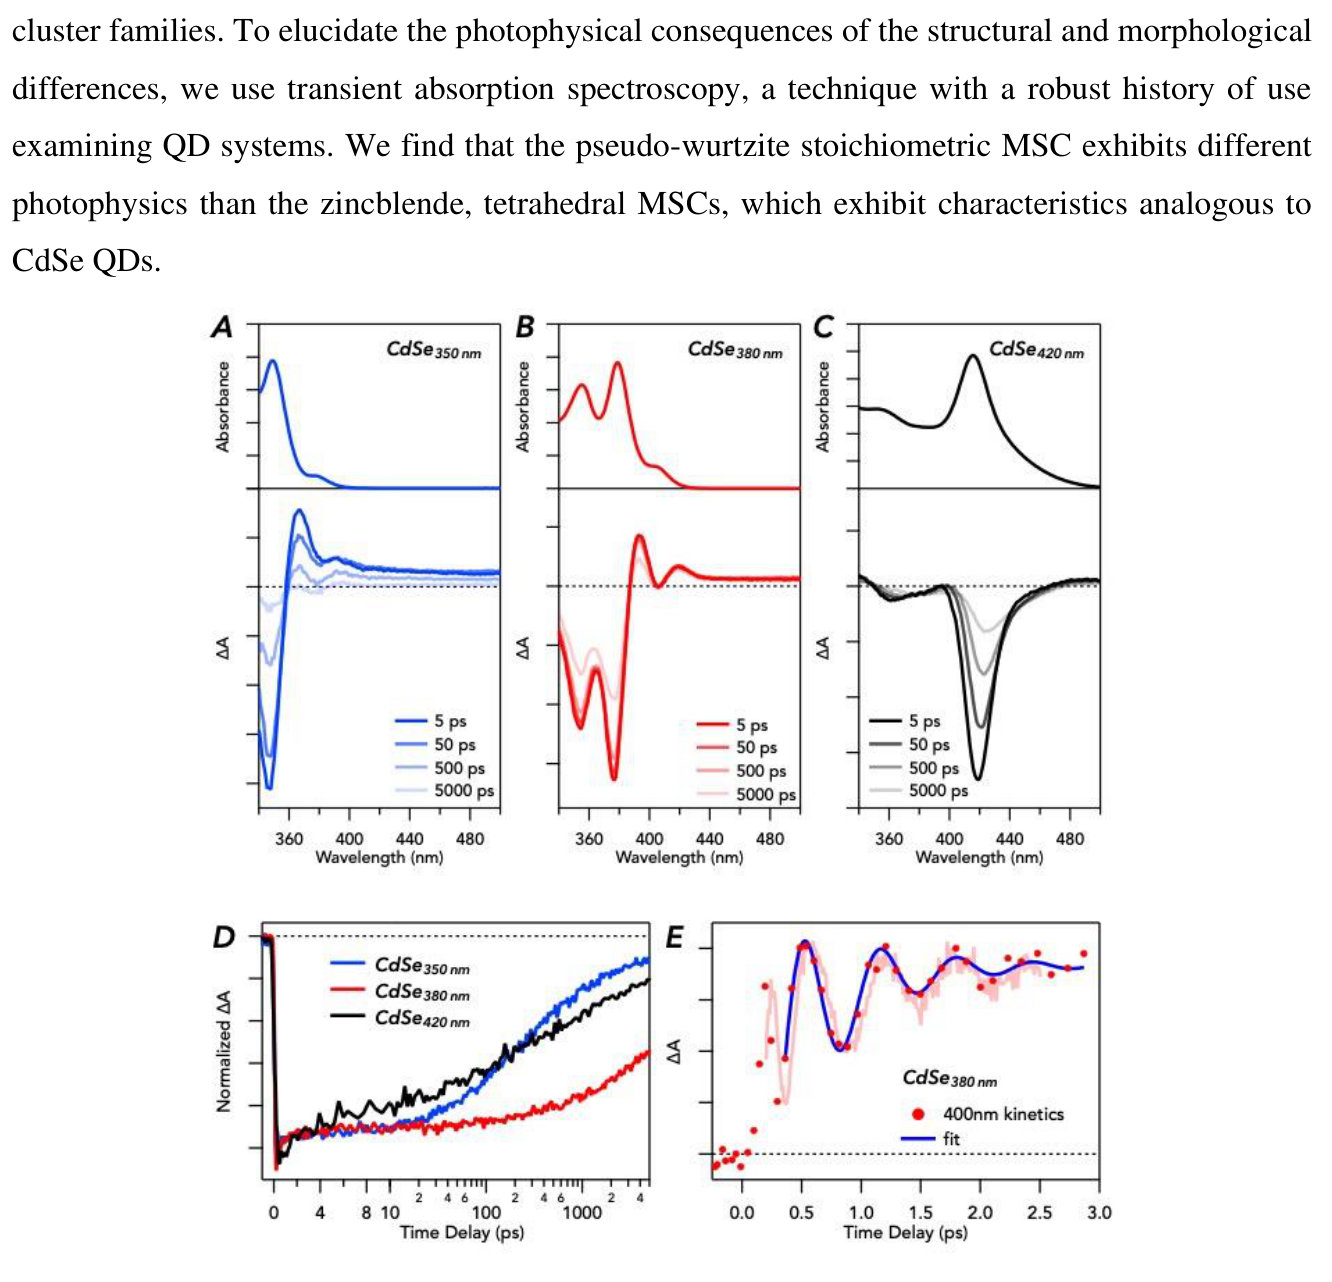 cluster families. To elucidate the photophysical consequences of the structural and morphological
differences, we use transient absorption spectroscopy, a technique with a robust history of use
examining QD systems. We find that the pseudo-wurtzite stoichiometric MSC exhibits different
photophysics than the zincblende, tetrahedral MSCs, which exhibit characteristics analogous to
CdSe QDs.
A
CdSe350 nm
Absorbance
ΔA
5 ps
50 ps
500 ps
5000 ps
360 400 440 480
Wavelength (nm)
B
CdSe380 nm
Absorbance
ΔA
5 ps
50 ps
500 ps
5000 ps
360 400 440 480
Wavelength (nm)
C
CdSe420 nm
Absorbance
ΔA
5 ps
50 ps
500 ps
5000 ps
360 400 440 480
Wavelength (nm)
D
CdSe350 nm
CdSe380 nm
CdSe420 nm
Normalized ΔA
0 4 8 10 2 4 6 100 2 4 6 1000 2 4
Time Delay (ps)
E
ΔA
CdSe380 nm
400nm kinetics
fit
0.0 0.5 1.0 1.5 2.0 2.5 3.0
Time Delay (ps)